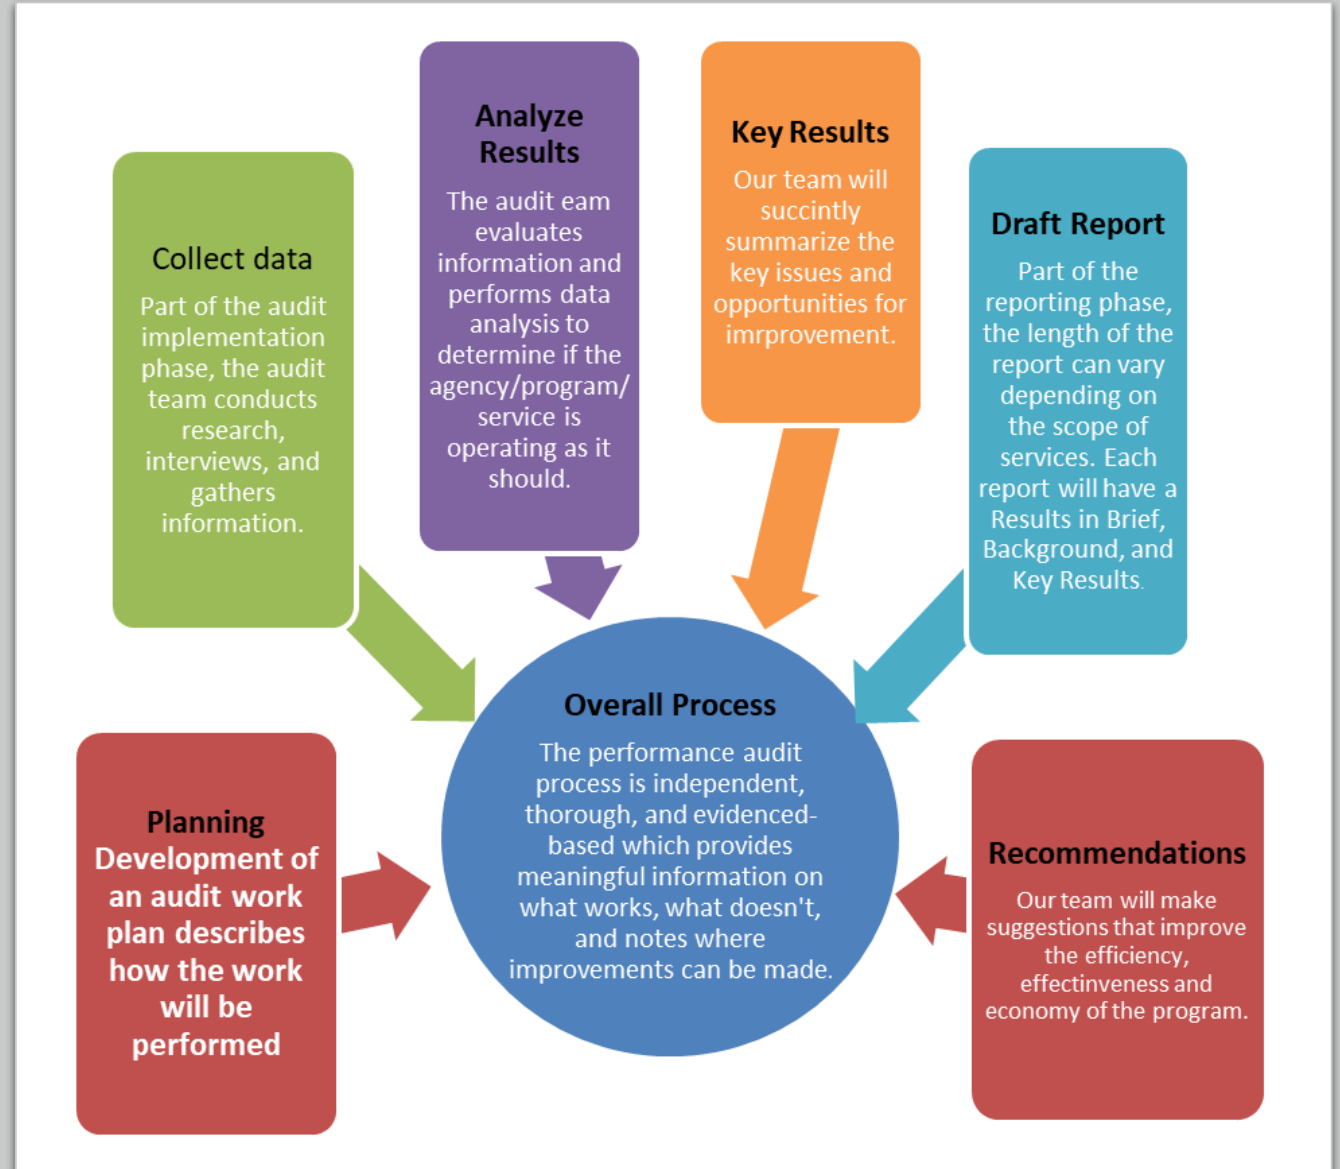 Planning
Development of
an audit work
plan describes
how the work
will be
performed
Collect data
Part of the audit
implementation
phase, the audit
team conducts
research,
interviews, and
gathers
information.
Analyze
Results
The audit eam
evaluates
information and
performs data
analysis to
determine if the
agency/program/
service is
operating as it
should.
Key Results
Our team will
succintly
summarize the
key issues and
opportunities for
imrprovement.
Draft Report
Part of the
reporting phase,
the length of the
report can vary
depending on
the scope of
services. Each
report will have a
Results in Brief,
Background, and
Key Results.
Recommendations
Our team will make
suggestions that improve
the efficiency,
effectinveness and
economy of the program.
Overall Process
The performance audit
process is independent,
thorough, and evidenced-
based which provides
meaningful information on
what works, what doesn't,
and notes where
improvements can be made.